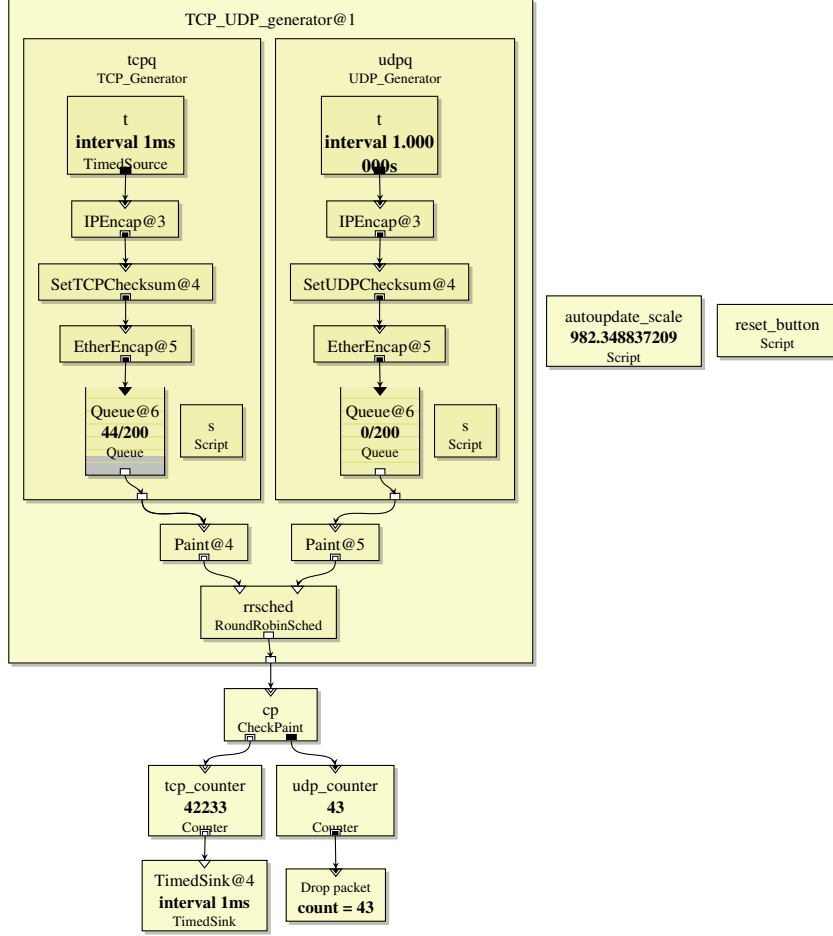 TCP_UDP_generator@1
tcpq
TCP_Generator
t
interval 1ms
TimedSource
IPEncap@3
SetTCPChecksum@4
EtherEncap@5
Queue@6
44/200
Queue
s
Script
udpq
UDP_Generator
t
interval 1.000
000s
IPEncap@3
SetUDPChecksum@4
EtherEncap@5
Queue@6
0/200
Queue
s
Script
autoupdate_scale
982.348837209
Script
reset_button
Script
Paint@4
Paint@5
rrsched
RoundRobinSched
cp
CheckPaint
tcp_counter
42233
Counter
udp_counter
43
Counter
TimedSink@4
interval 1ms
TimedSink
Drop packet
count = 43